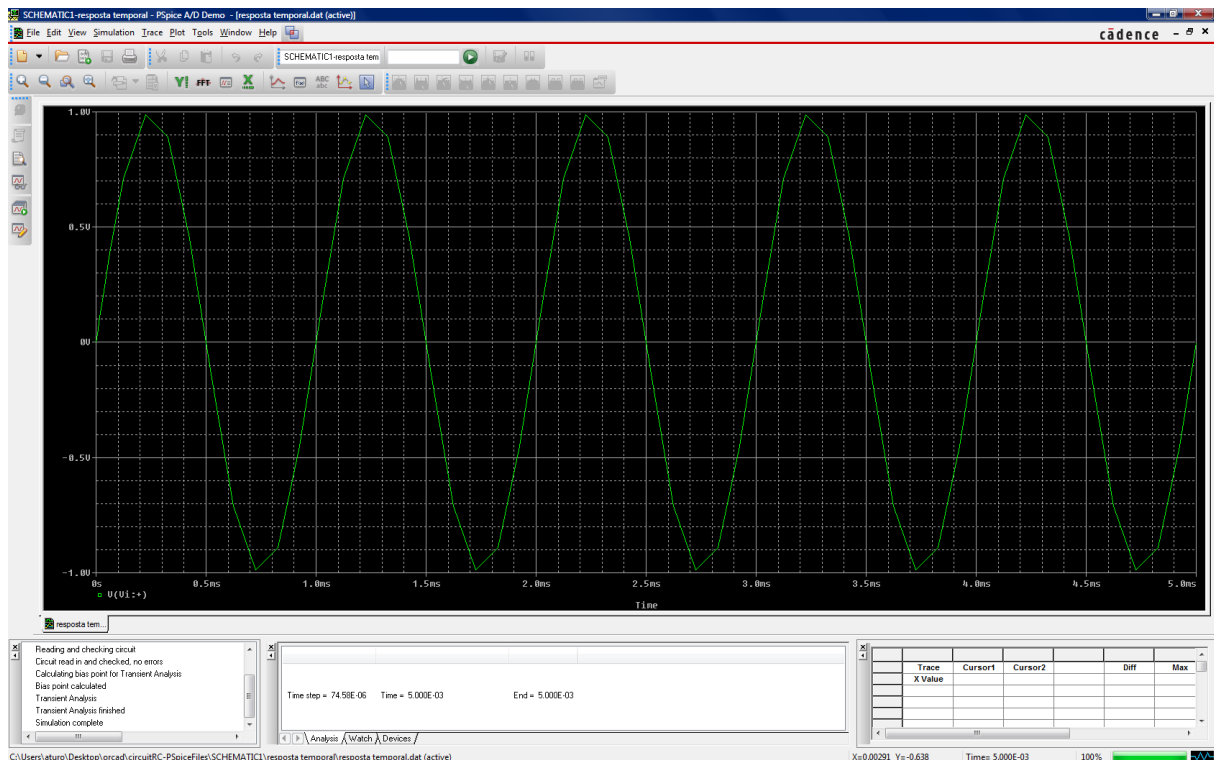 SCHEMATIC1-resposta temporal - PSpice A/D Demo - [resposta temporal.dat (active)]
File Edit View Simulation Trace Plot Tools Window Help
cādence
SCHEMATIC1-resposta tem
FFT
ABC
abc
1.0V
0.5V
0V
-0.5V
-1.0V
0s 0.5ms 1.0ms 1.5ms 2.0ms 2.5ms 3.0ms 3.5ms 4.0ms 4.5ms 5.0ms
V(Vi:+)
Time
resposta tem...
Reading and checking circuit
Circuit read in and checked, no errors
Calculating bias point for Transient Analysis
Bias point calculated
Transient Analysis
Transient Analysis finished
Simulation complete
Time step = 74.58E-06 Time = 5.000E-03 End = 5.000E-03
Analysis Watch Devices
Trace Cursor1 Cursor2 Diff Max
X Value
C:\Users\aturo\Desktop\orcad\circuitRC-PSpiceFiles\SCHEMATIC1\resposta temporal\resposta temporal.dat (active)
X=0.00291 Y=-0.638 Time= 5.000E-03 100%